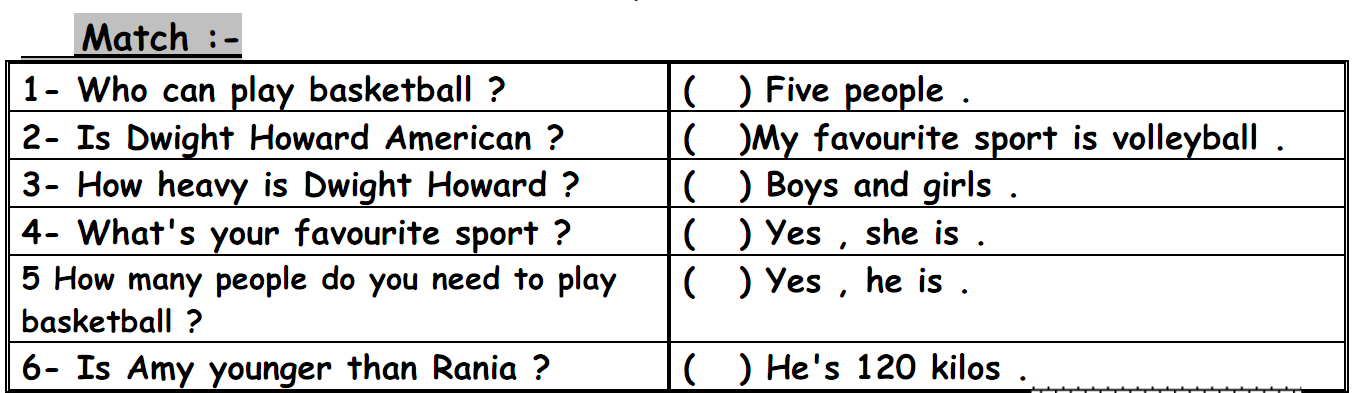 Match :-
1- Who can play basketball ? (   ) Five people .
2- Is Dwight Howard American ? (   )My favourite sport is volleyball .
3- How heavy is Dwight Howard ? (   ) Boys and girls .
4- What's your favourite sport ? (   ) Yes , she is .
5 How many people do you need to play (   ) Yes , he is .
basketball ?
6- Is Amy younger than Rania ? (   ) He's 120 kilos .